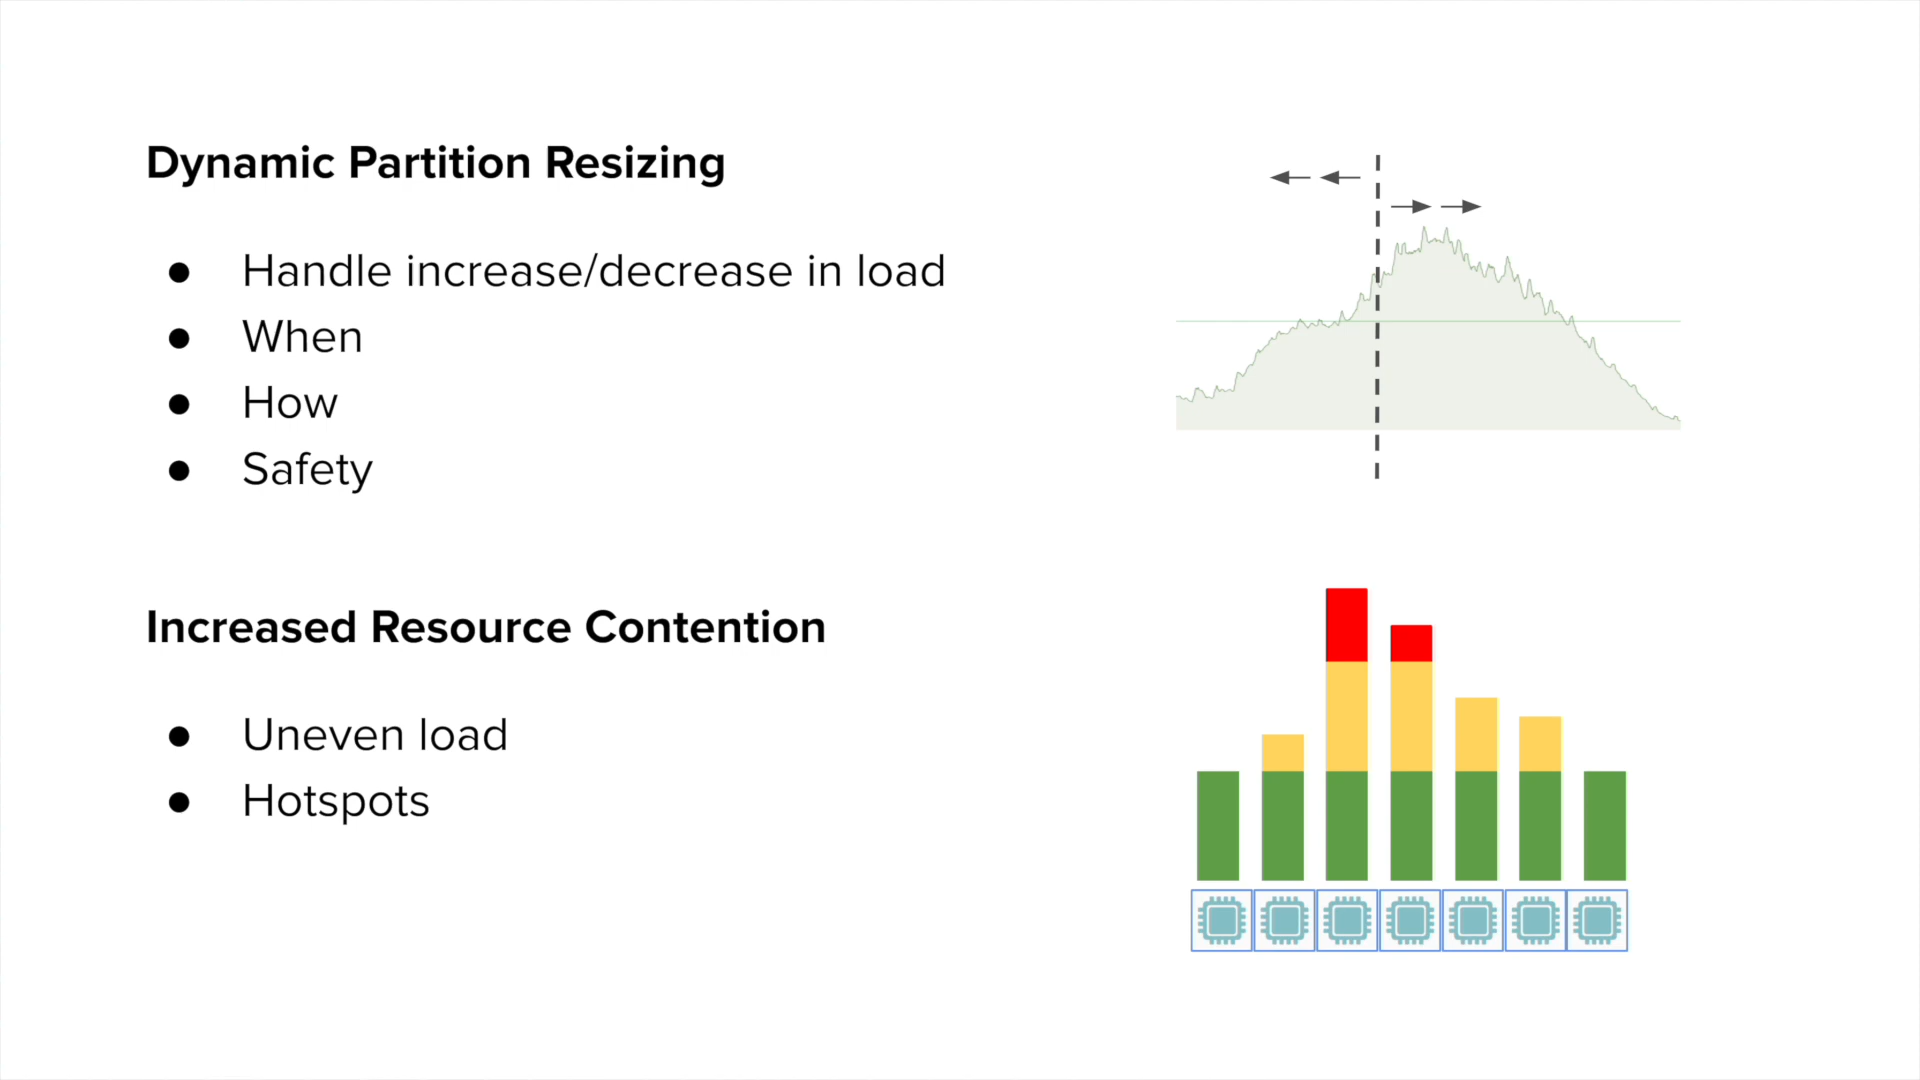 Dynamic Partition Resizing
● Handle increase/decrease in load
● When
● How
● Safety
Increased Resource Contention
● Uneven load
● Hotspots